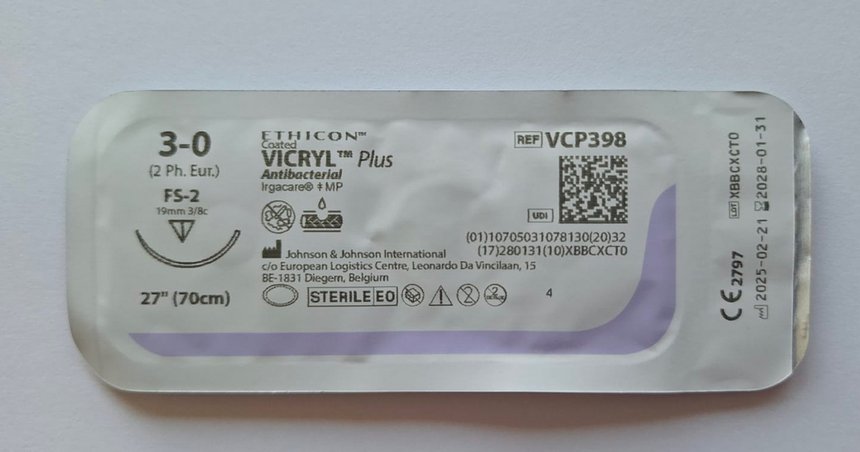 3-0
(2 Ph. Eur.)
FS-2
19mm 3/8c
27" (70cm)
ETHICON™
Coated
VICRYL™ Plus
Antibacterial
Irgacare® ‡ MP
Johnson & Johnson International
c/o European Logistics Centre, Leonardo Da Vincilaan, 15
BE-1831 Diegem, Belgium
STERILE EO
2
2
4
REF VCP398
UDI
(01)10705031078130(20)32
(17)280131(10)XBBCXCT0
CE 2797
LOT XBBCXCT0
2025-02-21 2028-01-31